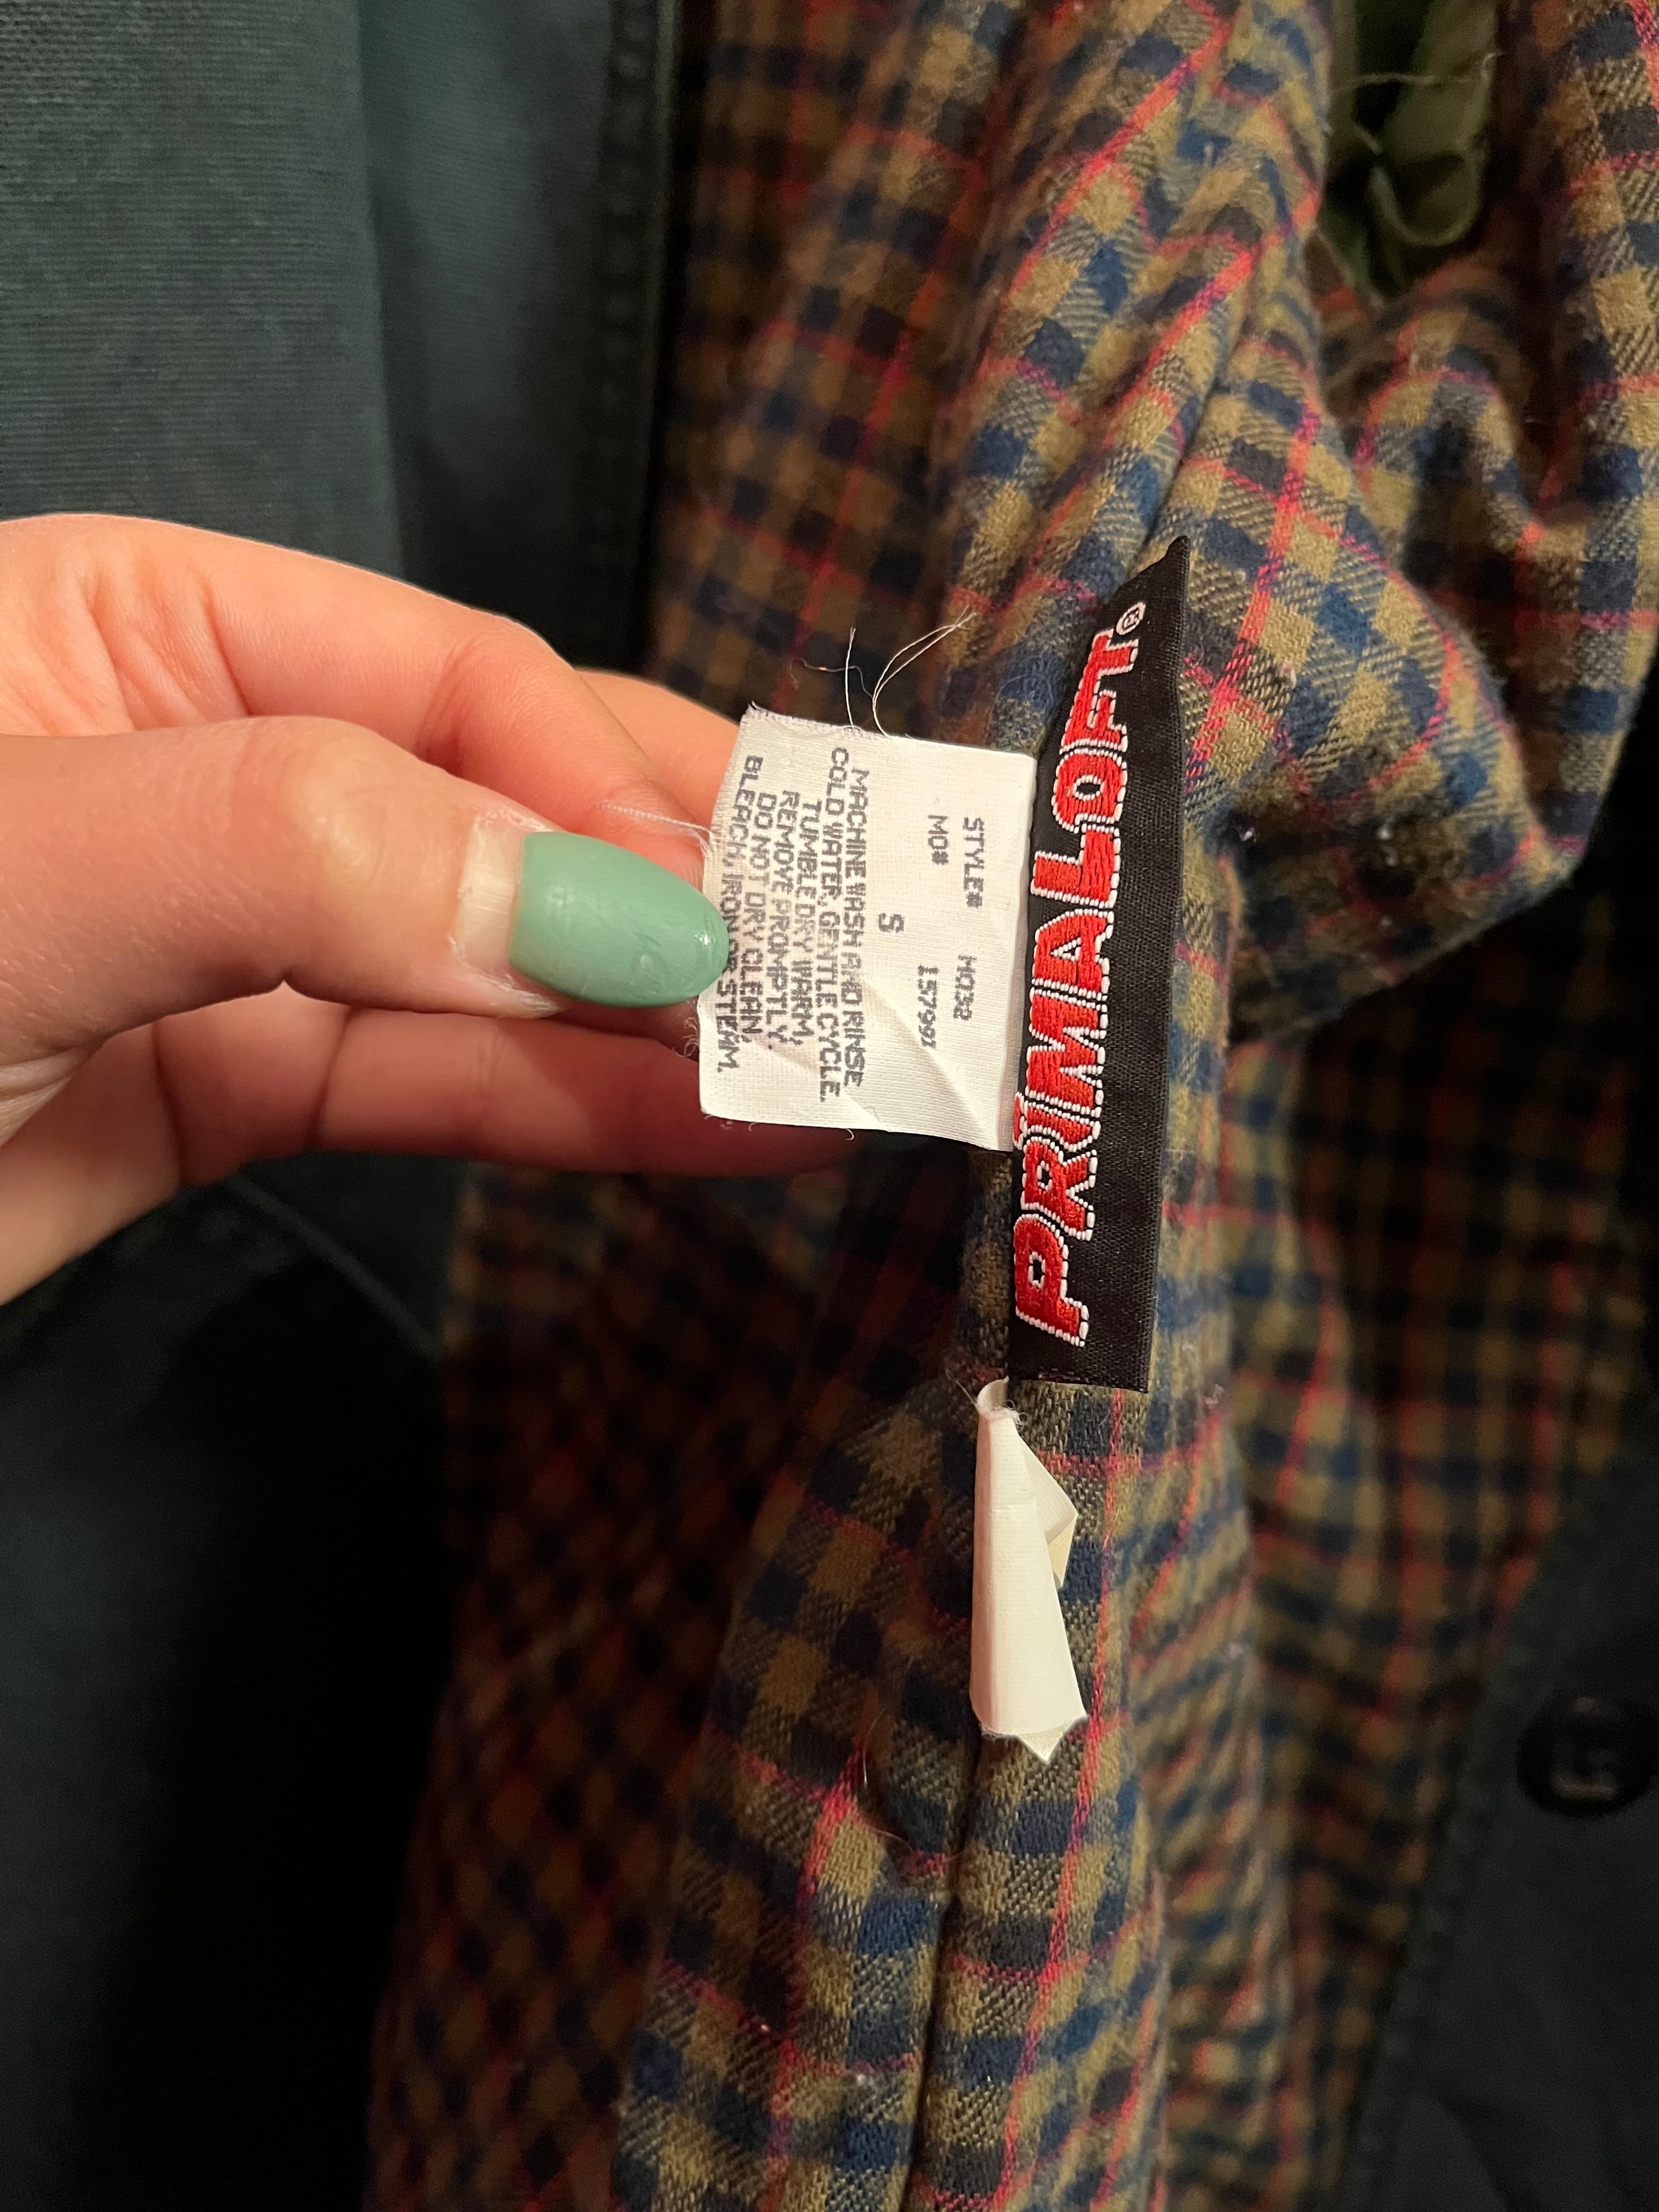 PRIMALOFT®
STYLE# HQ32
MO# 157991
S
MACHINE WASH AND RINSE
COLD WATER, GENTLE CYCLE.
TUMBLE DRY WARM,
REMOVE PROMPTLY.
DO NOT DRY CLEAN,
BLEACH, IRON OR STEAM.